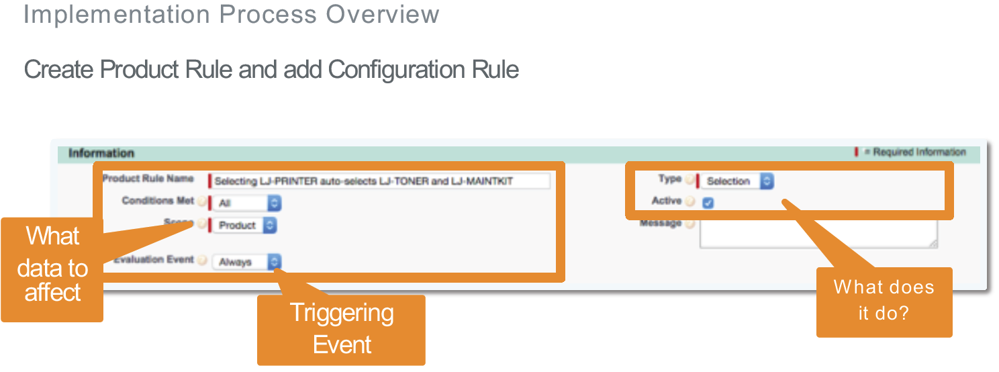 Implementation Process Overview
Create Product Rule and add Configuration Rule
Information
= Required Information
Product Rule Name
Selecting LJ-PRINTER auto-selects LJ-TONER and LJ-MAINTKIT
Type
Selection
Conditions Met
All
Active
Scope
Product
Message
Evaluation Event
Always
What
data to
affect
Triggering
Event
What does
it do?